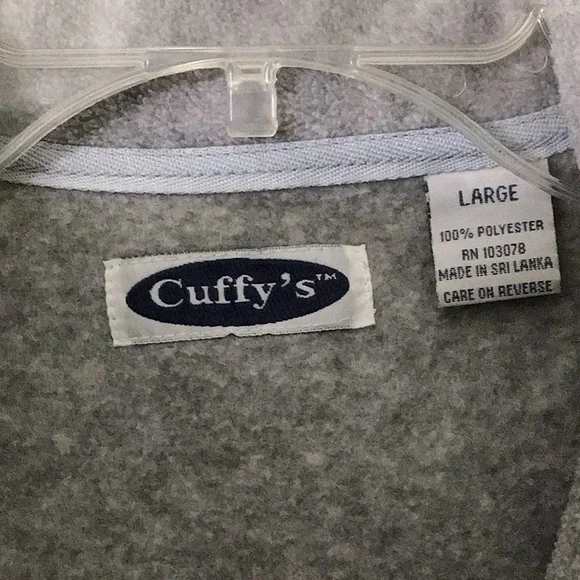 Cuffy's™
LARGE
100% POLYESTER
RN 103078
MADE IN SRI LANKA
CARE ON REVERSE